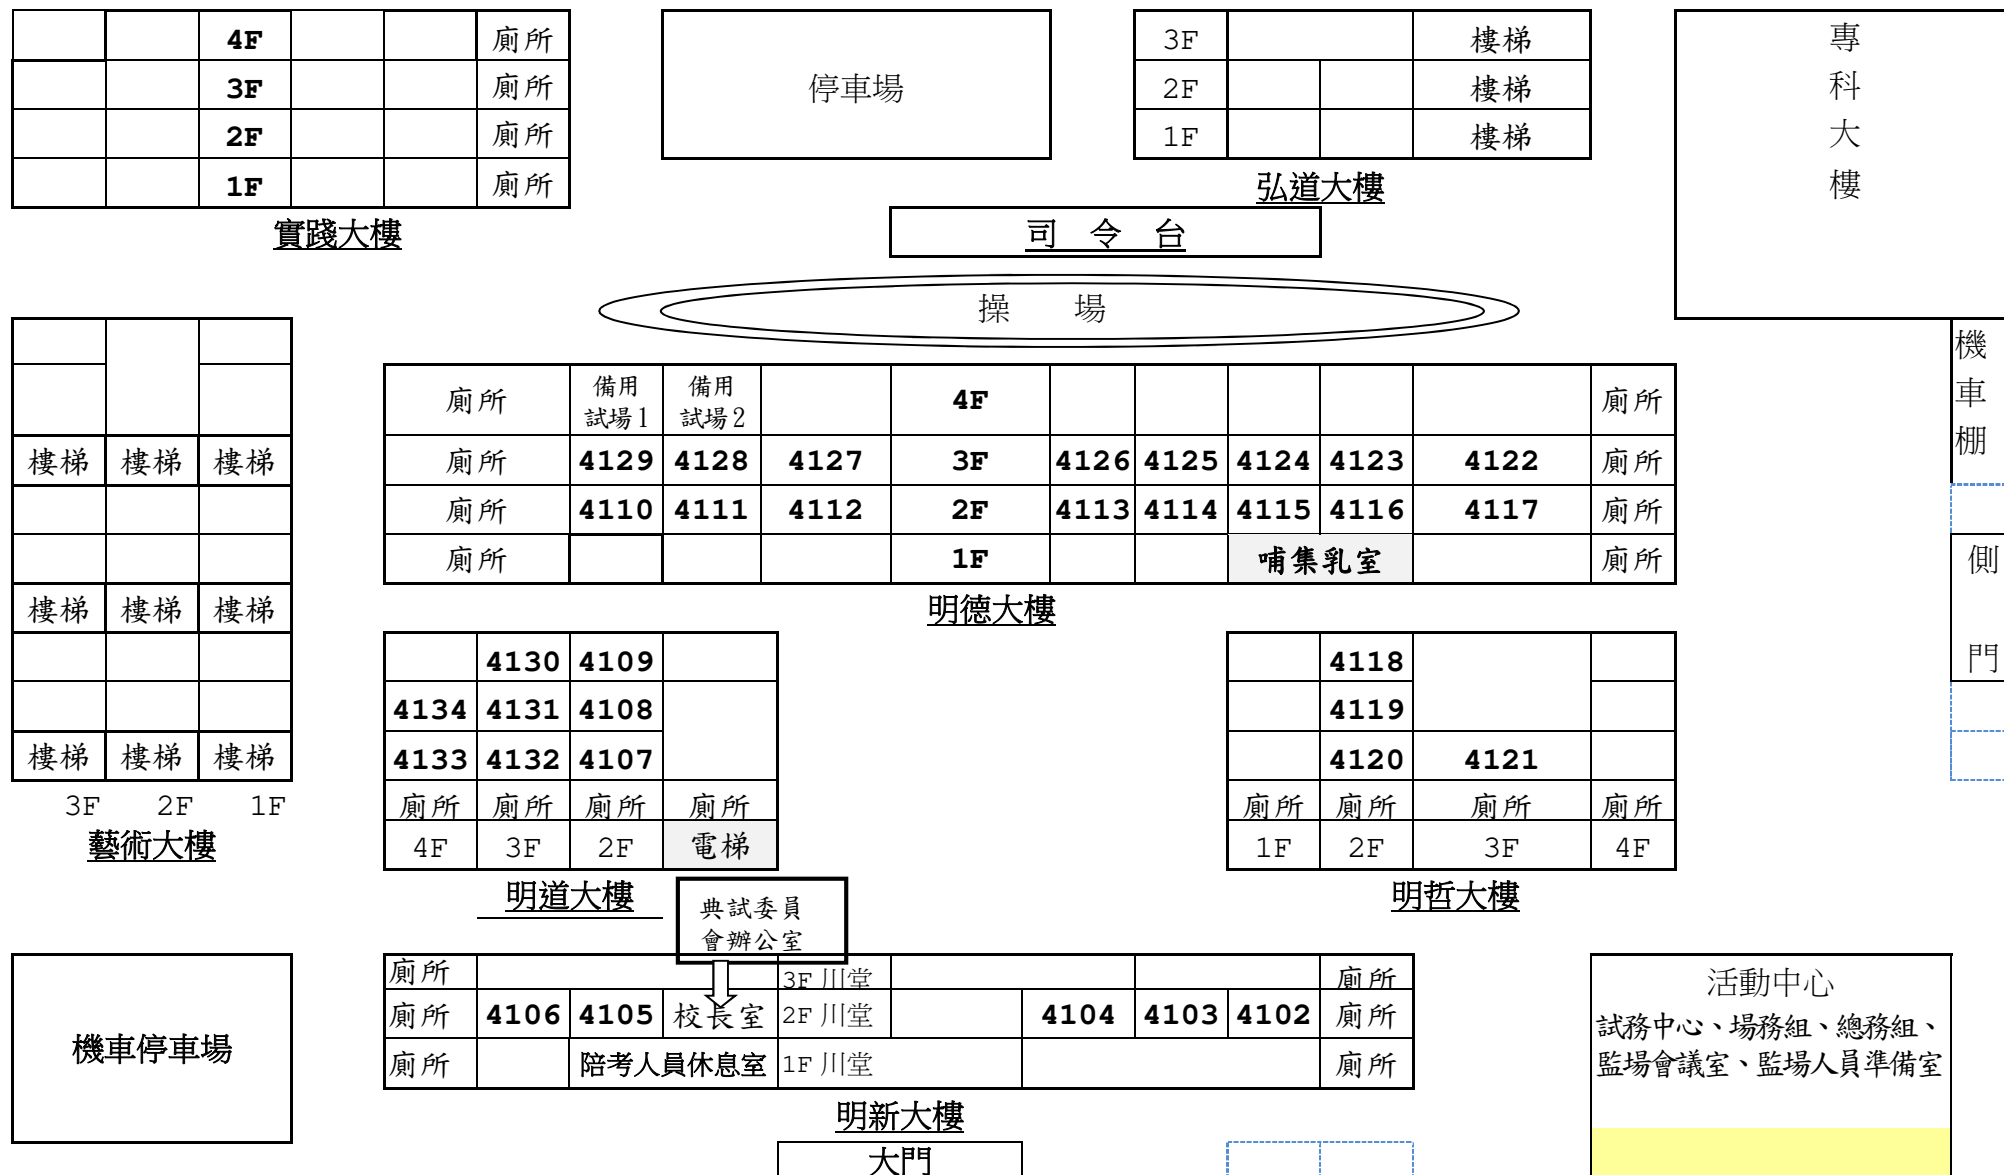 4F 廁所
3F 廁所
2F 廁所
1F 廁所
實踐大樓
停車場
3F 樓梯
2F 樓梯
1F 樓梯
弘道大樓
專
科
大
樓
司 令 台
操 場
機
車
棚
側
門
樓梯 樓梯 樓梯
樓梯 樓梯 樓梯
樓梯 樓梯 樓梯
3F 2F 1F
藝術大樓
廁所 備用 備用 4F 廁所
試場1 試場2
廁所 4129 4128 4127 3F 4126 4125 4124 4123 4122 廁所
廁所 4110 4111 4112 2F 4113 4114 4115 4116 4117 廁所
廁所 1F 哺集乳室 廁所
明德大樓
4130 4109
4134 4131 4108
4133 4132 4107
廁所 廁所 廁所 廁所
4F 3F 2F 電梯
明道大樓
4118
4119
4120 4121
廁所 廁所 廁所 廁所
1F 2F 3F 4F
明哲大樓
典試委員
會辦公室
機車停車場
廁所 3F川堂 廁所
廁所 4106 4105 校長室 2F川堂 4104 4103 4102 廁所
廁所 陪考人員休息室 1F川堂 廁所
明新大樓
大門
活動中心
試務中心、場務組、總務組、
監場會議室、監場人員準備室